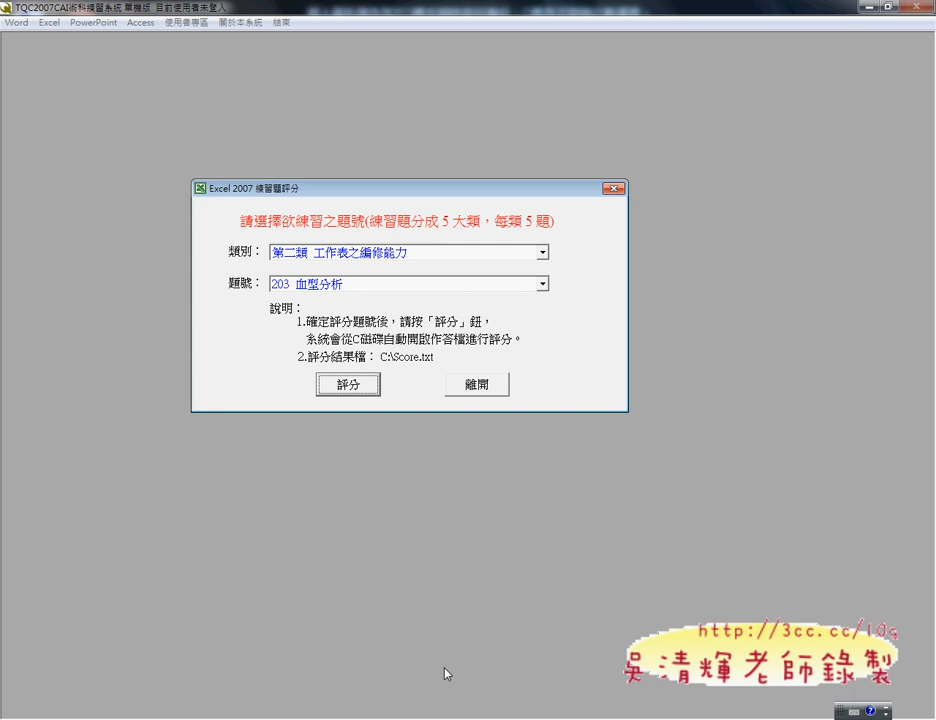 TQC2007CAI術科練習系統 單機版 目前使用者未登入
Word Excel PowerPoint Access 使用者專區 關於本系統 結束
Excel 2007 練習題評分
請選擇欲練習之題號(練習題分成 5 大類，每類 5 題)
類別： 第二類 工作表之編修能力
題號： 203 血型分析
說明：
1.確定評分題號後，請按「評分」鈕，
系統會從C磁碟自動開啟作答檔進行評分。
2.評分結果檔： C:\Score.txt
評分 離開
http://3cc.cc/10q
吳清輝老師錄製